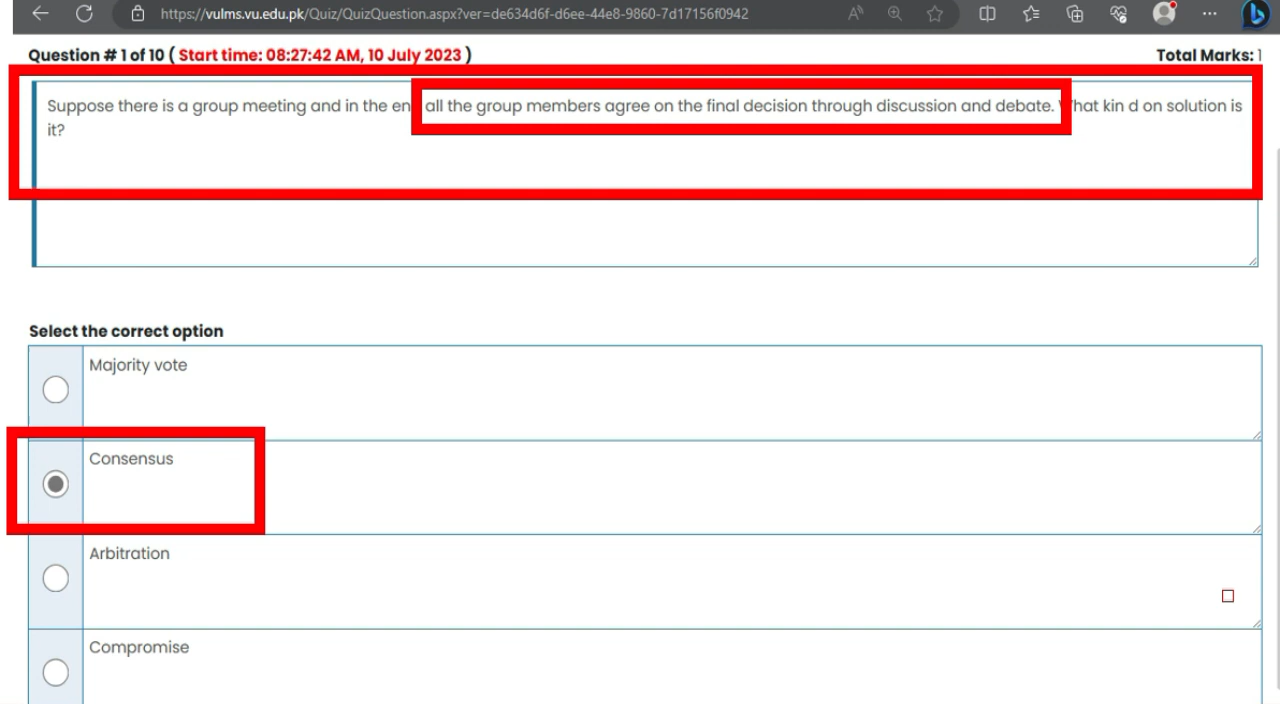 https://vulms.vu.edu.pk/Quiz/QuizQuestion.aspx?ver=de634d6f-d6ee-44e8-9860-7d17156f0942
Question # 1 of 10 ( Start time: 08:27:42 AM, 10 July 2023 ) Total Marks: 1
Suppose there is a group meeting and in the en all the group members agree on the final decision through discussion and debate. hat kin d on solution is
it?
Select the correct option
Majority vote
Consensus
Arbitration
Compromise